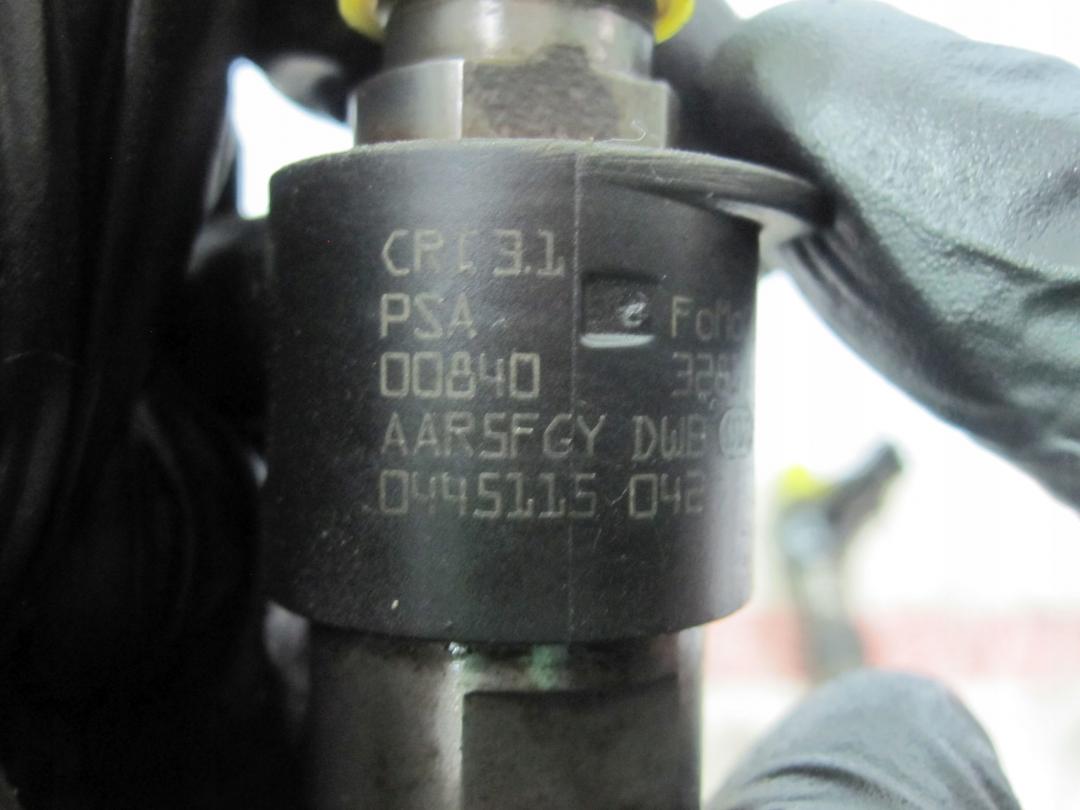 CRI 3.1
PSA
00840
AARSFGY DWB
0445115 042